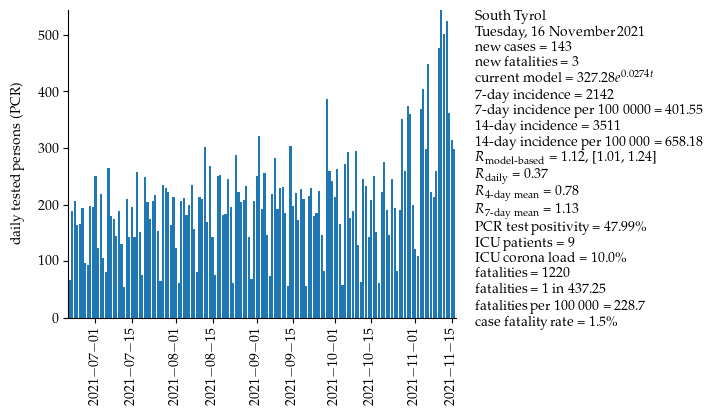 500
400
300
200
100
0
daily tested persons (PCR)
2021−07−01
2021−07−15
2021−08−01
2021−08−15
2021−09−01
2021−09−15
2021−10−01
2021−10−15
2021−11−01
2021−11−15
South Tyrol
Tuesday, 16 November 2021
new cases = 143
new fatalities = 3
current model = 327.28e^0.0274t
7-day incidence = 2142
7-day incidence per 100 0000 = 401.55
14-day incidence = 3511
14-day incidence per 100 000 = 658.18
R model-based = 1.12, [1.01, 1.24]
R daily = 0.37
R 4-day mean = 0.78
R 7-day mean = 1.13
PCR test positivity = 47.99%
ICU patients = 9
ICU corona load = 10.0%
fatalities = 1220
fatalities = 1 in 437.25
fatalities per 100 000 = 228.7
case fatality rate = 1.5%